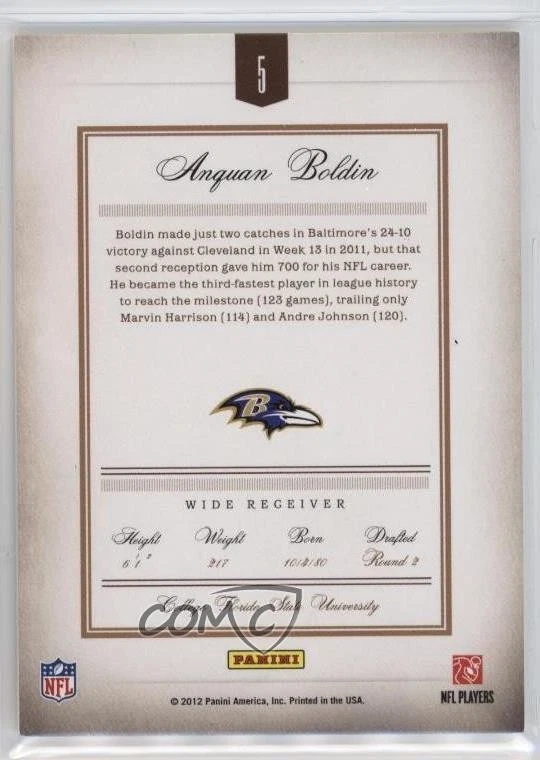 5
Anquan Boldin
Boldin made just two catches in Baltimore's 24-10
victory against Cleveland in Week 13 in 2011, but that
second reception gave him 700 for his NFL career.
He became the third-fastest player in league history
to reach the milestone (123 games), trailing only
Marvin Harrison (114) and Andre Johnson (120).
B
WIDE RECEIVER
Height Weight Born Drafted
6'1" 217 10/3/80 Round 2
College Florida State University
COMC
PANINI
NFL
© 2012 Panini America, Inc. Printed in the USA.
NFL PLAYERS